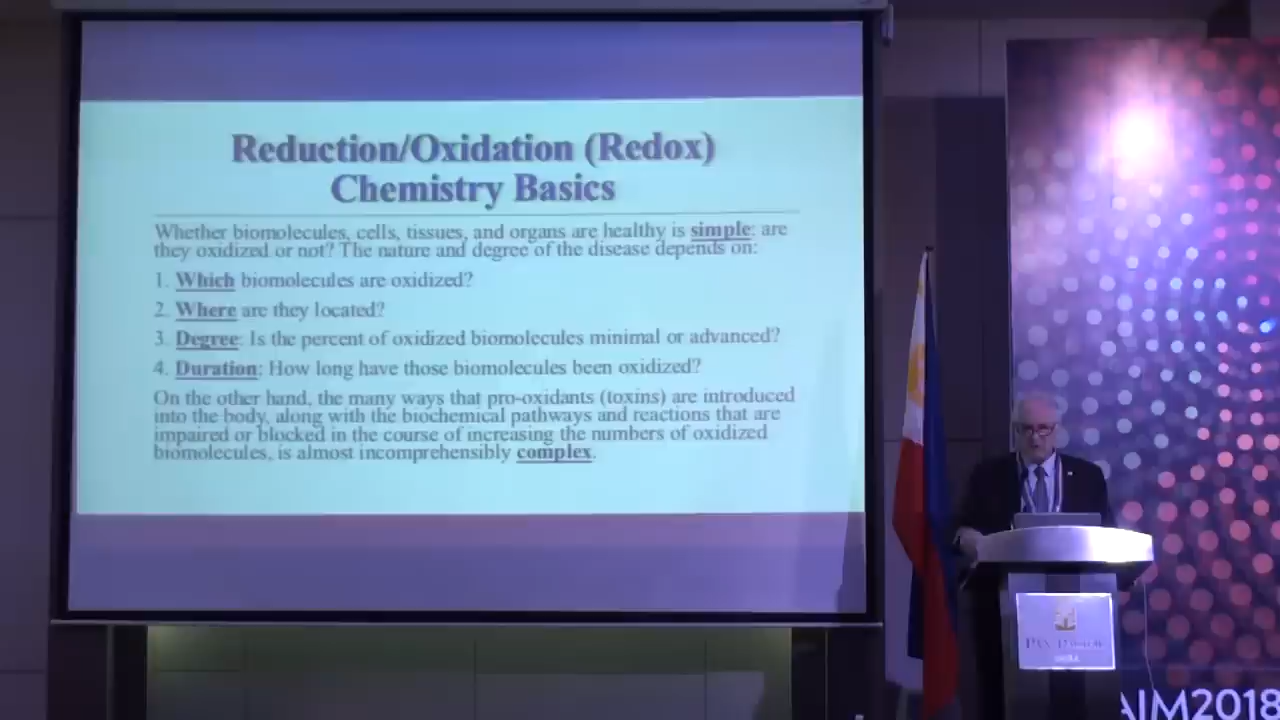 Reduction/Oxidation (Redox)
Chemistry Basics
Whether biomolecules, cells, tissues, and organs are healthy is simple: are
they oxidized or not? The nature and degree of the disease depends on:
1. Which biomolecules are oxidized?
2. Where are they located?
3. Degree: Is the percent of oxidized biomolecules minimal or advanced?
4. Duration: How long have those biomolecules been oxidized?
On the other hand, the many ways that pro-oxidants (toxins) are introduced
into the body, along with the biochemical pathways and reactions that are
impaired or blocked in the course of increasing the numbers of oxidized
biomolecules, is almost incomprehensibly complex.
PAN
AIM2018